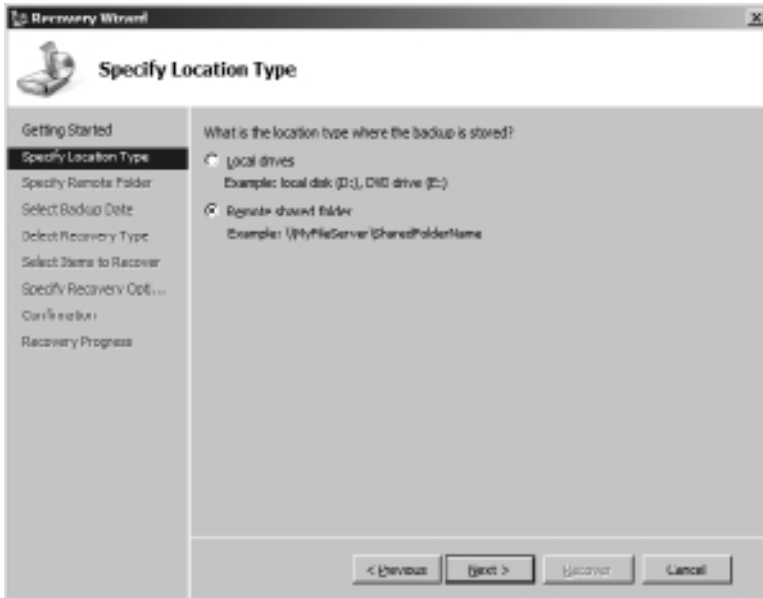 Recovery Wizard
Specify Location Type
Getting Started
Specify Location Type
Specify Remote Folder
Select Backup Date
Select Recovery Type
Select Items to Recover
Specify Recovery Opti...
Confirmation
Recovery Progress
What is the location type where the backup is stored?
Local drives
Example: local disk (D:), DVD drive (E:)
Remote shared folder
Example: \\MyFileServer\SharedFolderName
< Previous
Next >
Recover
Cancel